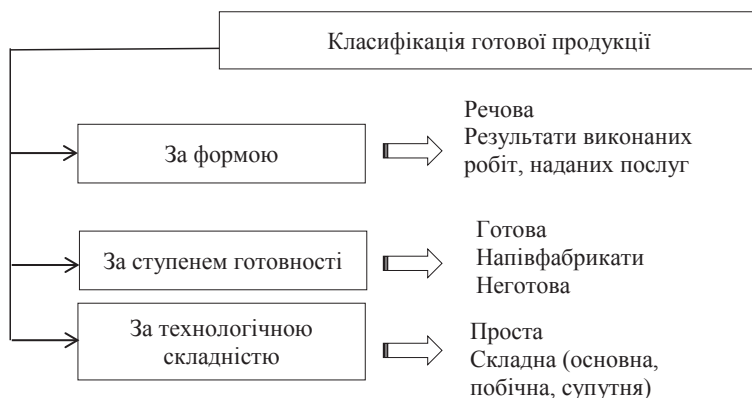 Класифікація готової продукції
За формою
Речова
Результати виконаних
робіт, наданих послуг
За ступенем готовності
Готова
Напівфабрикати
Неготова
За технологічною
складністю
Проста
Складна (основна,
побічна, супутня)